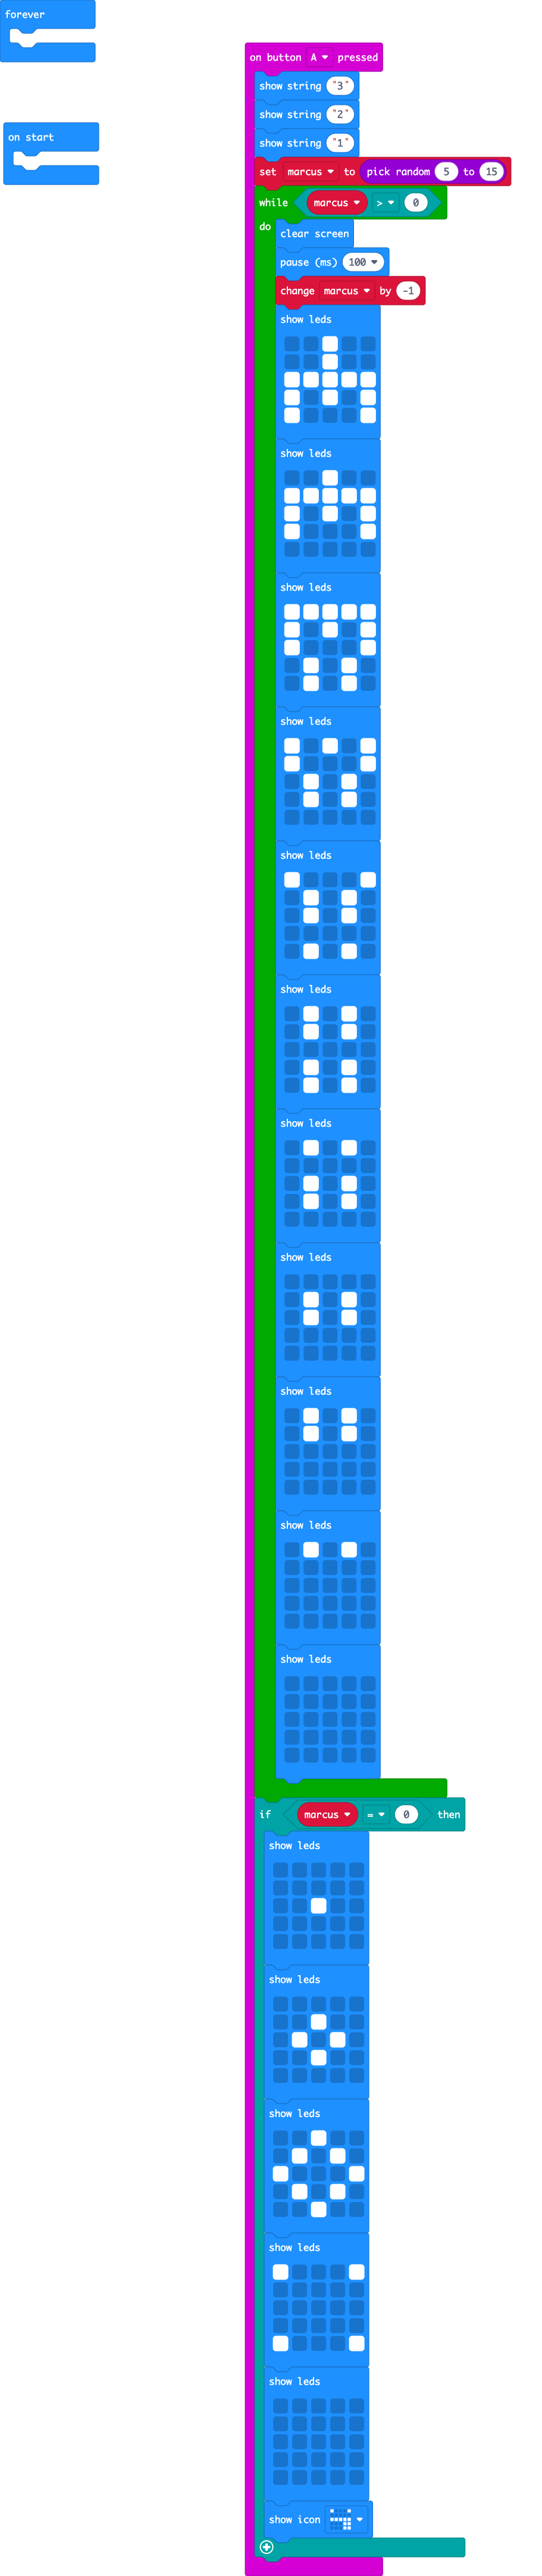 forever
on button A pressed
show string "3"
show string "2"
on start
show string "1"
set marcus to pick random 5 to 15
while marcus > 0
do
clear screen
pause (ms) 100
change marcus by -1
show leds
show leds
show leds
show leds
show leds
show leds
show leds
show leds
show leds
show leds
show leds
if marcus = 0 then
show leds
show leds
show leds
show leds
show leds
show icon